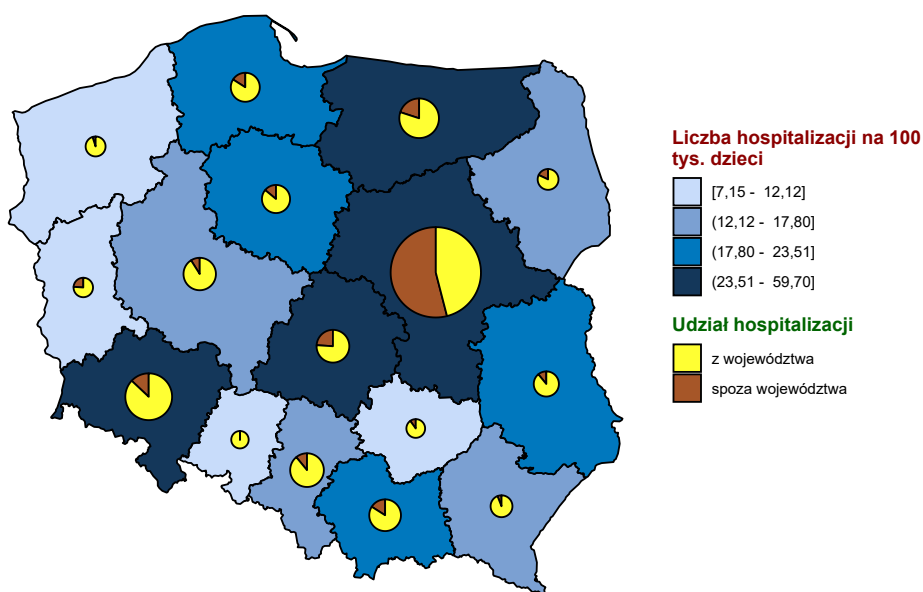 Liczba hospitalizacji na 100
tys. dzieci
[7,15 - 12,12]
(12,12 - 17,80]
(17,80 - 23,51]
(23,51 - 59,70]
Udział hospitalizacji
z województwa
spoza województwa